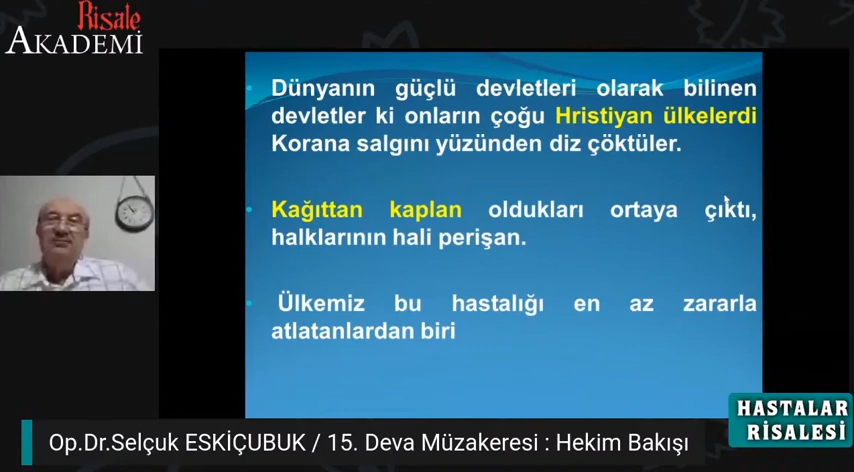 Risale
AKADEMİ
Dünyanın güçlü devletleri olarak bilinen
devletler ki onların çoğu Hristiyan ülkelerdi
Korana salgını yüzünden diz çöktüler.
Kağıttan kaplan oldukları ortaya çıktı,
halklarının hali perişan.
Ülkemiz bu hastalığı en az zararla
atlatanlardan biri
HASTALAR
RİSALESİ
Op.Dr.Selçuk ESKİÇUBUK / 15. Deva Müzakeresi : Hekim Bakışı